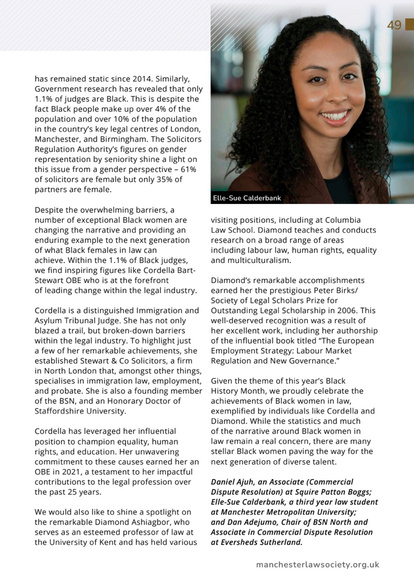 49
has remained static since 2014. Similarly,
Government research has revealed that only
1.1% of judges are Black. This is despite the
fact Black people make up over 4% of the
population and over 10% of the population
in the country's key legal centres of London,
Manchester, and Birmingham. The Solicitors
Regulation Authority's figures on gender
representation by seniority shine a light on
this issue from a gender perspective – 61%
of solicitors are female but only 35% of
partners are female.
Despite the overwhelming barriers, a
number of exceptional Black women are
changing the narrative and providing an
enduring example to the next generation
of what Black females in law can
achieve. Within the 1.1% of Black judges,
we find inspiring figures like Cordella Bart-
Stewart OBE who is at the forefront
of leading change within the legal industry.
Cordella is a distinguished Immigration and
Asylum Tribunal Judge. She has not only
blazed a trail, but broken-down barriers
within the legal industry. To highlight just
a few of her remarkable achievements, she
established Stewart & Co Solicitors, a firm
in North London that, amongst other things,
specialises in immigration law, employment,
and probate. She is also a founding member
of the BSN, and an Honorary Doctor of
Staffordshire University.
Cordella has leveraged her influential
position to champion equality, human
rights, and education. Her unwavering
commitment to these causes earned her an
OBE in 2021, a testament to her impactful
contributions to the legal profession over
the past 25 years.
We would also like to shine a spotlight on
the remarkable Diamond Ashiagbor, who
serves as an esteemed professor of law at
the University of Kent and has held various
Elle-Sue Calderbank
visiting positions, including at Columbia
Law School. Diamond teaches and conducts
research on a broad range of areas
including labour law, human rights, equality
and multiculturalism.
Diamond's remarkable accomplishments
earned her the prestigious Peter Birks/
Society of Legal Scholars Prize for
Outstanding Legal Scholarship in 2006. This
well-deserved recognition was a result of
her excellent work, including her authorship
of the influential book titled “The European
Employment Strategy: Labour Market
Regulation and New Governance.”
Given the theme of this year's Black
History Month, we proudly celebrate the
achievements of Black women in law,
exemplified by individuals like Cordella and
Diamond. While the statistics and much
of the narrative around Black women in
law remain a real concern, there are many
stellar Black women paving the way for the
next generation of diverse talent.
Daniel Ajuh, an Associate (Commercial
Dispute Resolution) at Squire Patton Boggs;
Elle-Sue Calderbank, a third year law student
at Manchester Metropolitan University;
and Dan Adejumo, Chair of BSN North and
Associate in Commercial Dispute Resolution
at Eversheds Sutherland.
manchesterlawsociety.org.uk